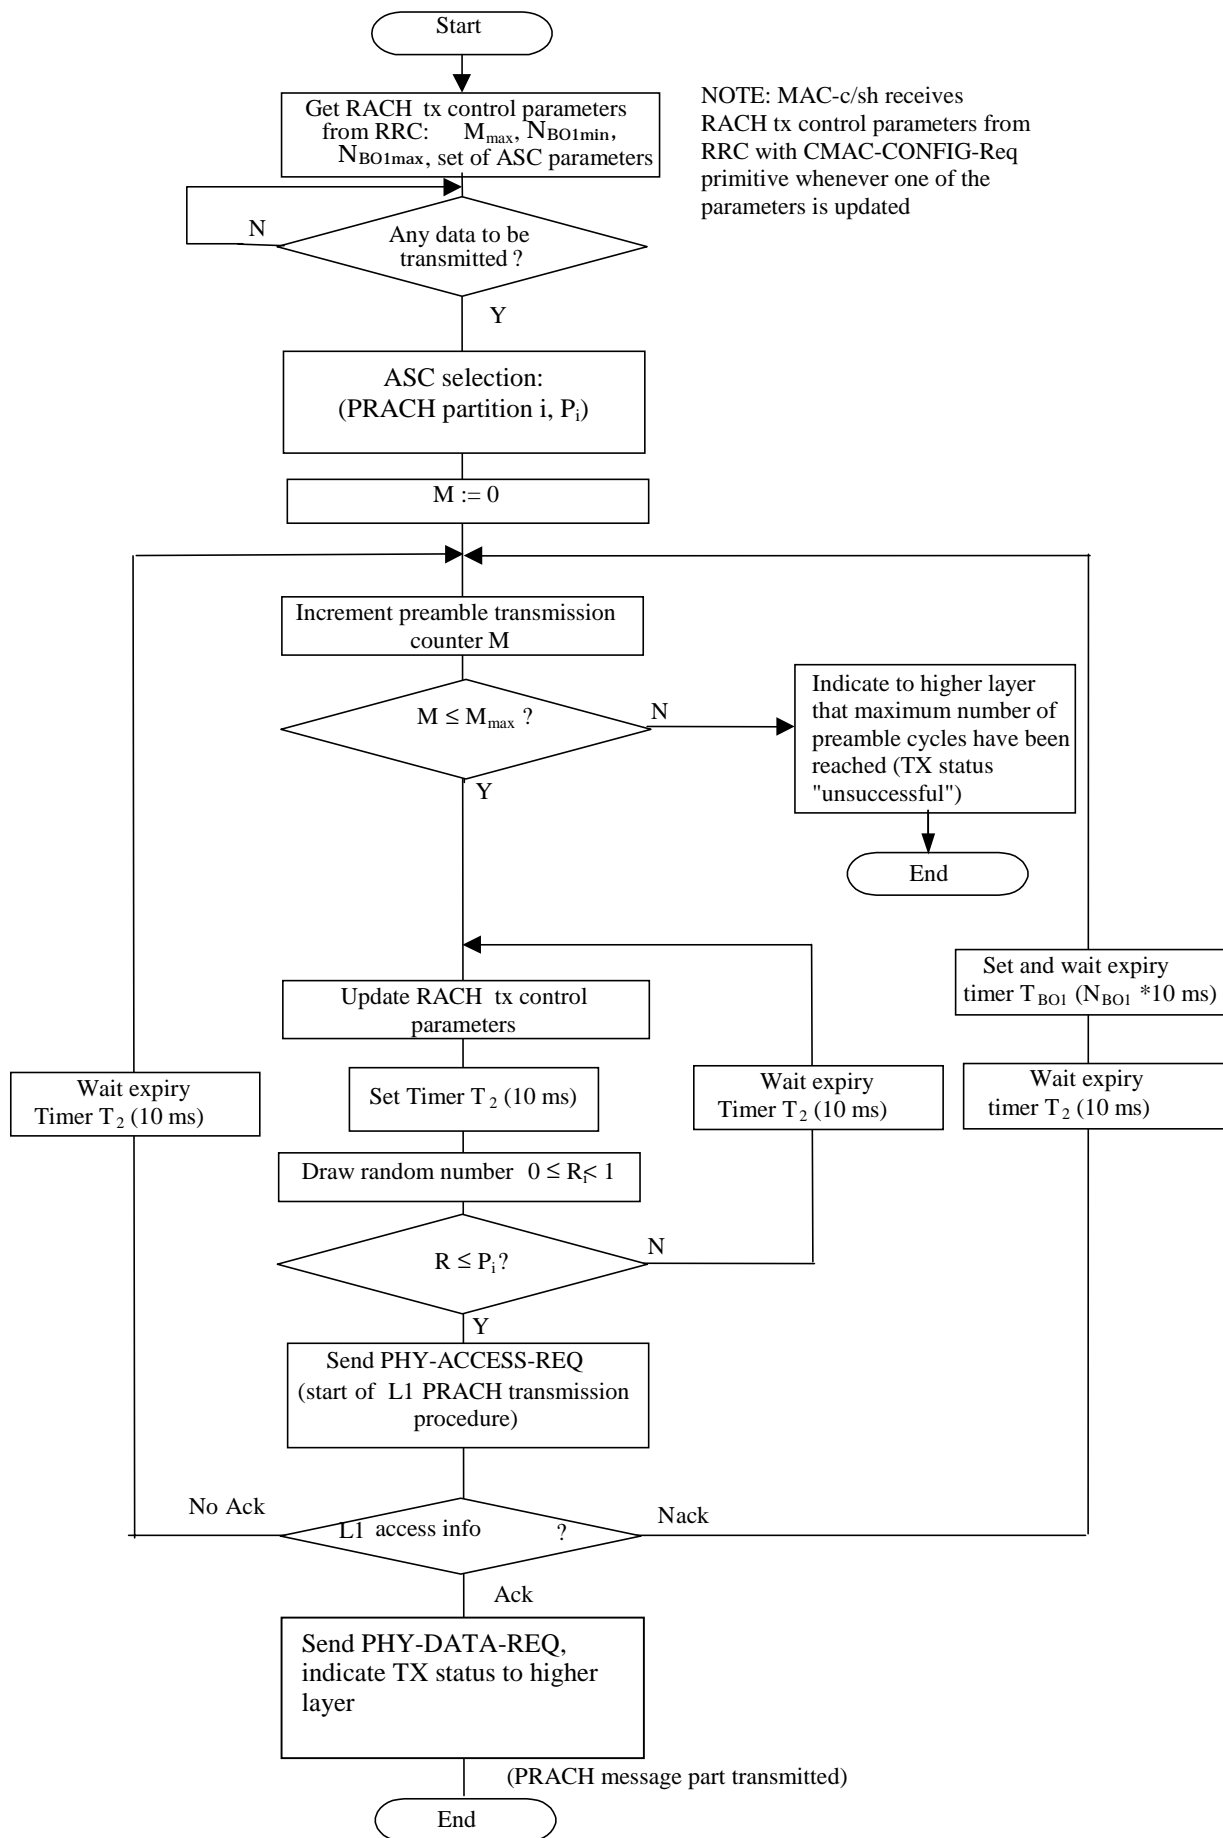 Start
Get RACH tx control parameters
from RRC: Mmax, NBO1min,
NBO1max, set of ASC parameters
NOTE: MAC-c/sh receives
RACH tx control parameters from
RRC with CMAC-CONFIG-Req
primitive whenever one of the
parameters is updated
N
Any data to be
transmitted ?
Y
ASC selection:
(PRACH partition i, Pi)
M := 0
Increment preamble transmission
counter M
M ≤ Mmax ?
N
Indicate to higher layer
that maximum number of
preamble cycles have been
reached (TX status
"unsuccessful")
Y
End
Update RACH tx control
parameters
Set and wait expiry
timer TBO1 (NBO1 *10 ms)
Wait expiry
Timer T2 (10 ms)
Set Timer T2 (10 ms)
Wait expiry
Timer T2 (10 ms)
Wait expiry
timer T2 (10 ms)
Draw random number 0 ≤ Ri< 1
R ≤ Pi?
N
Y
Send PHY-ACCESS-REQ
(start of L1 PRACH transmission
procedure)
No Ack
L1 access info ?
Nack
Ack
Send PHY-DATA-REQ,
indicate TX status to higher
layer
(PRACH message part transmitted)
End